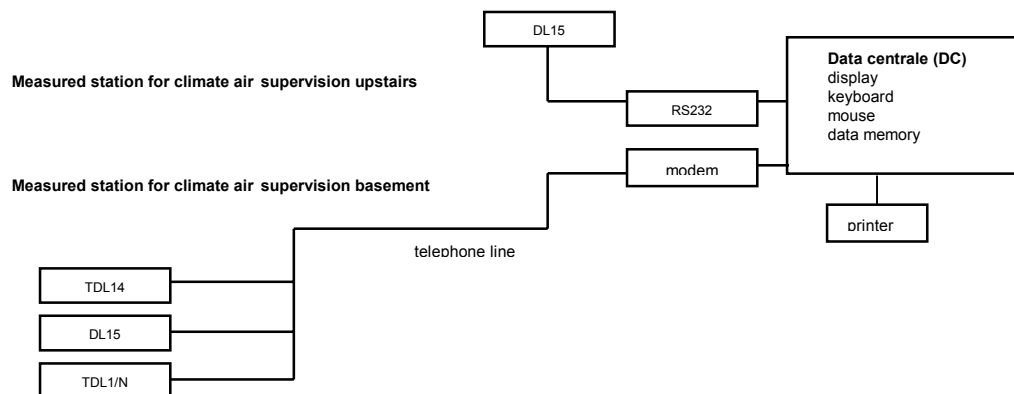 DL15
Data centrale (DC)
display
keyboard
mouse
data memory
Measured station for climate air supervision upstairs
RS232
modem
Measured station for climate air supervision basement
printer
telephone line
TDL14
DL15
TDL1/N